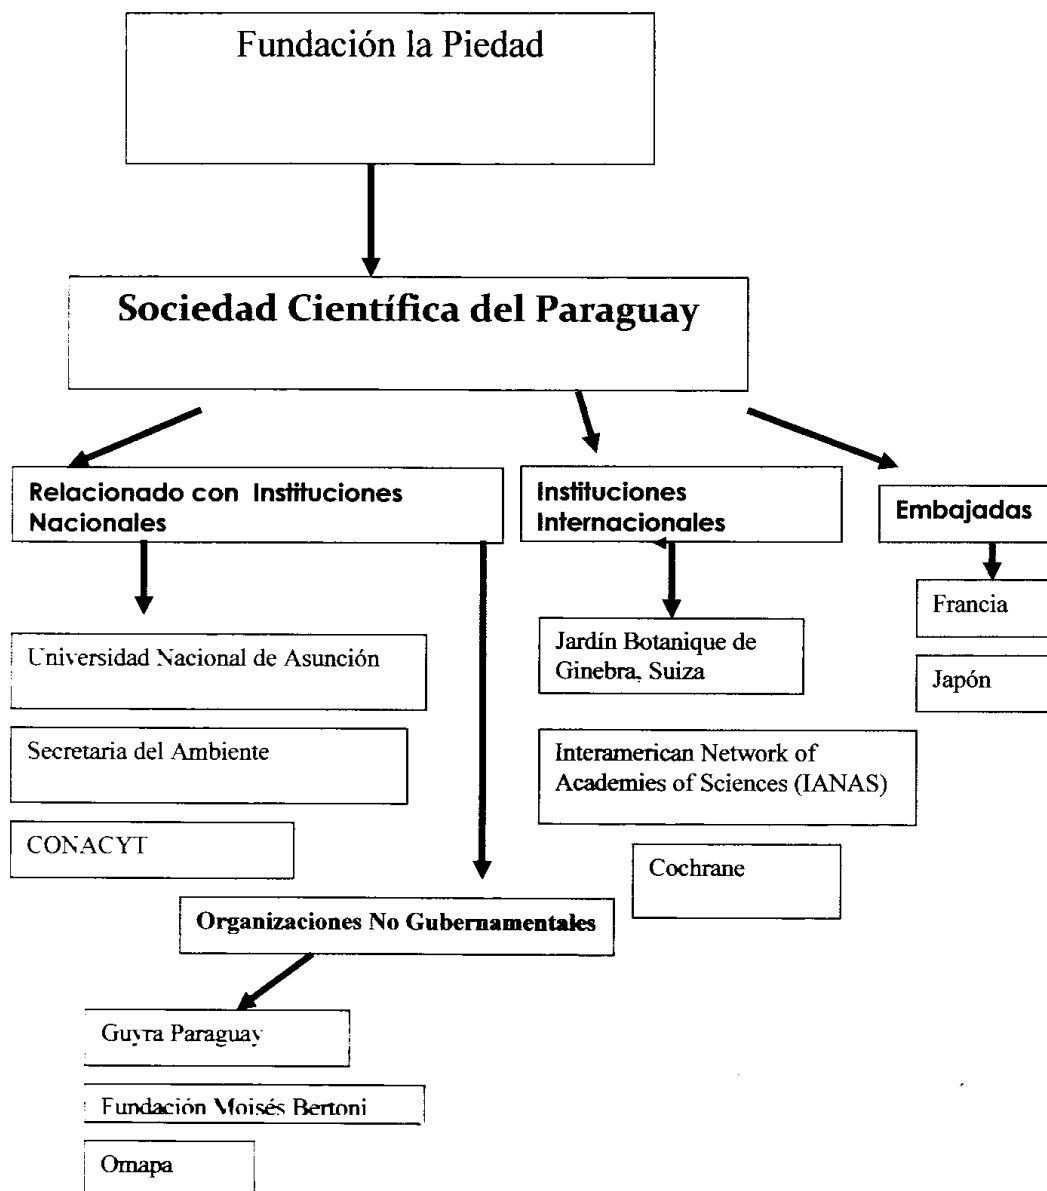 Fundación la Piedad
Sociedad Científica del Paraguay
Relacionado con Instituciones
Nacionales
Instituciones
Internacionales
Embajadas
Universidad Nacional de Asunción
Secretaria del Ambiente
CONACYT
Jardín Botanique de
Ginebra, Suiza
Interamerican Network of
Academies of Sciences (IANAS)
Cochrane
Francia
Japón
Organizaciones No Gubernamentales
Guyra Paraguay
Fundación Moisés Bertoni
Omapa